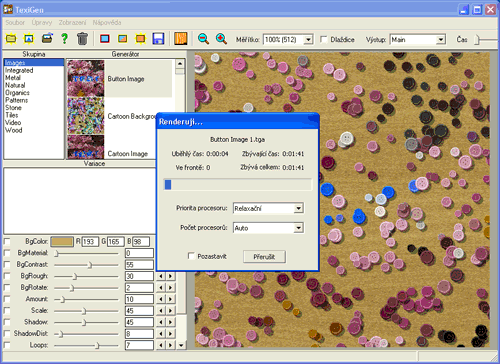 TexiGen
Soubor Úpravy Zobrazení Nápověda
Měřítko: 100% (512) Dlaždice Výstup: Main Čas
Skupina Generátor
Images
Integrated
Metal
Natural
Organics
Patterns
Stone
Tiles
Video
Wood
Button Image
Cartoon Backgro
Cartoon Image
Variace
Renderuji...
Button Image 1.tga
Uběhlý čas: 0:00:04 Zbývající čas: 0:01:41
Ve frontě: 0 Zbývá celkem: 0:01:41
Priorita procesoru: Relaxační
Počet procesorů: Auto
Pozastavit Přerušit
BgColor: R 193 G 165 B 98
BgMaterial: 0
BgContrast: 55
BgRough: 30
BgRotate: 2
Amount: 10
Scale: 45
Shadow: 45
ShadowDist: 8
Loops: 7